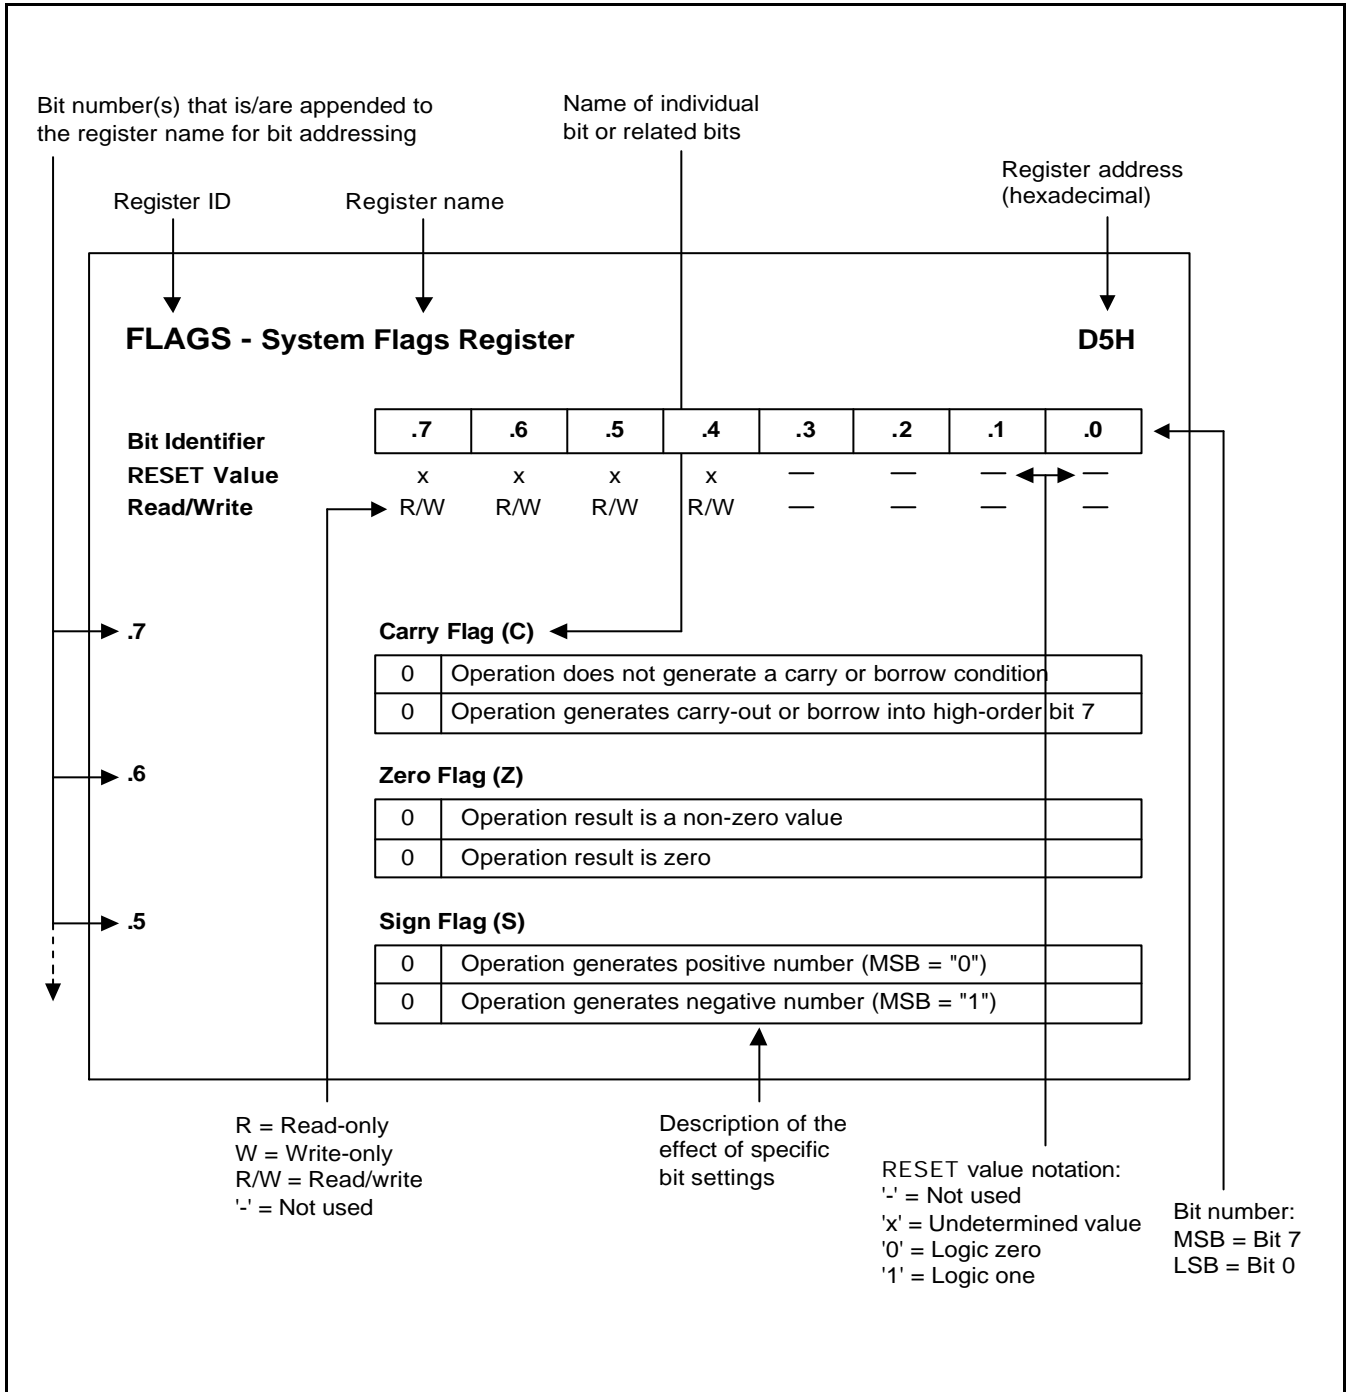 Bit number(s) that is/are appended to
the register name for bit addressing
Name of individual
bit or related bits
Register address
(hexadecimal)
Register ID
Register name
FLAGS - System Flags Register
D5H
Bit Identifier .7 .6 .5 .4 .3 .2 .1 .0
RESET Value x x x x — — — —
Read/Write R/W R/W R/W R/W — — — —
.7 Carry Flag (C)
0 Operation does not generate a carry or borrow condition
0 Operation generates carry-out or borrow into high-order bit 7
.6 Zero Flag (Z)
0 Operation result is a non-zero value
0 Operation result is zero
.5 Sign Flag (S)
0 Operation generates positive number (MSB = "0")
0 Operation generates negative number (MSB = "1")
R = Read-only
W = Write-only
R/W = Read/write
'-' = Not used
Description of the
effect of specific
bit settings
RESET value notation:
'-' = Not used
'x' = Undetermined value
'0' = Logic zero
'1' = Logic one
Bit number:
MSB = Bit 7
LSB = Bit 0